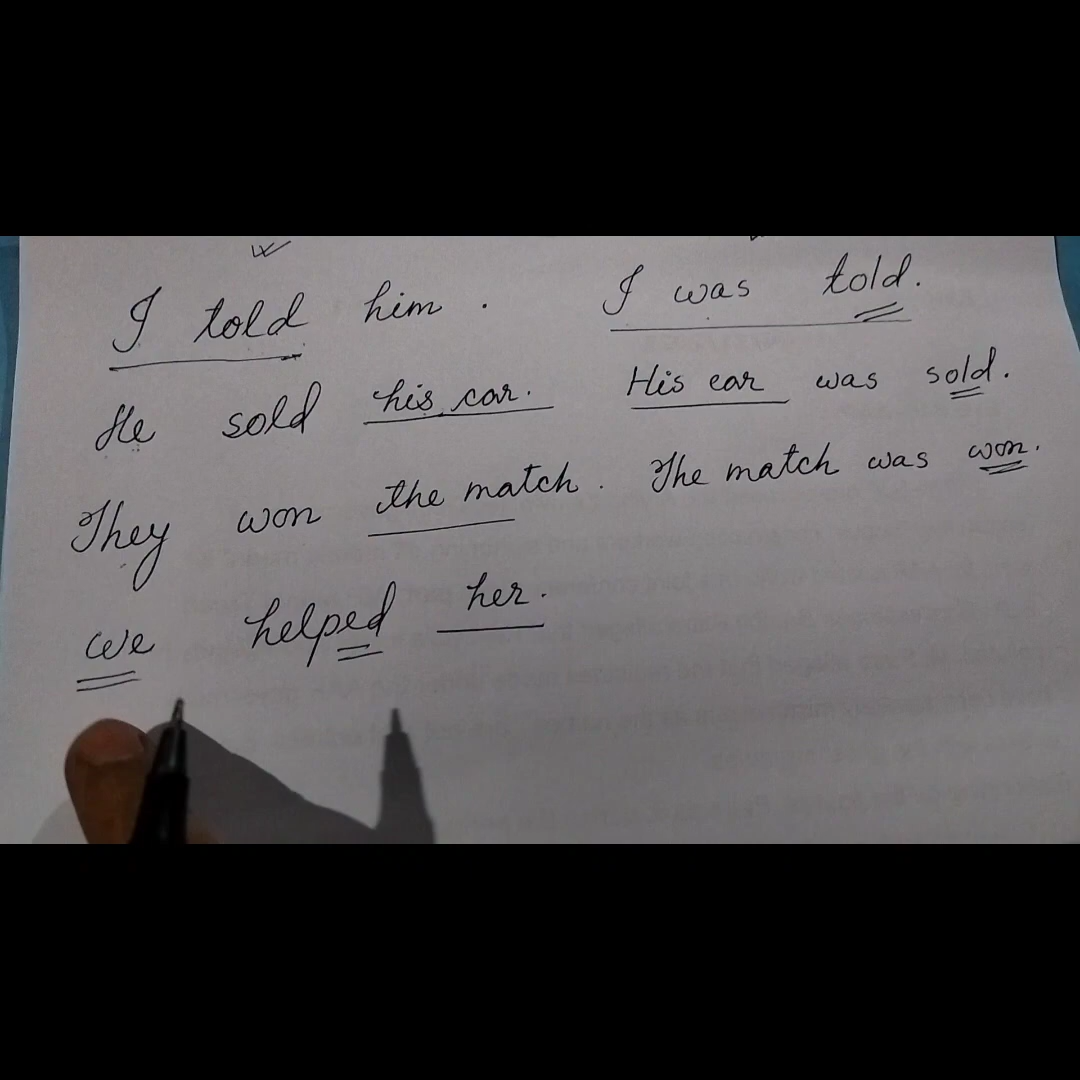 I told him. I was told.
He sold his car. His car was sold.
They won the match. The match was won.
we helped her.